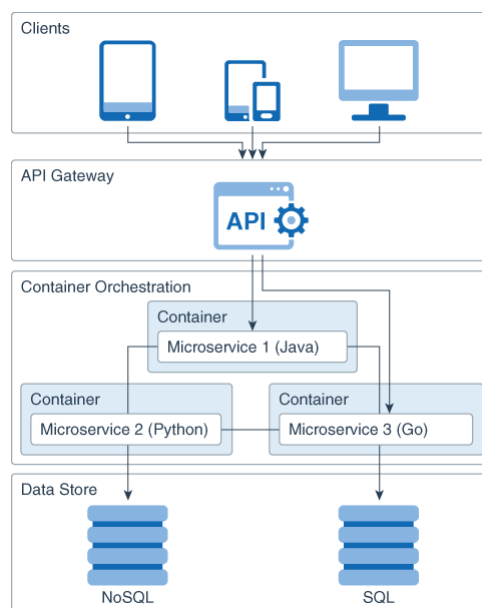 Clients
API Gateway
API
Container Orchestration
Container
Microservice 1 (Java)
Container
Container
Microservice 2 (Python)
Microservice 3 (Go)
Data Store
NoSQL
SQL